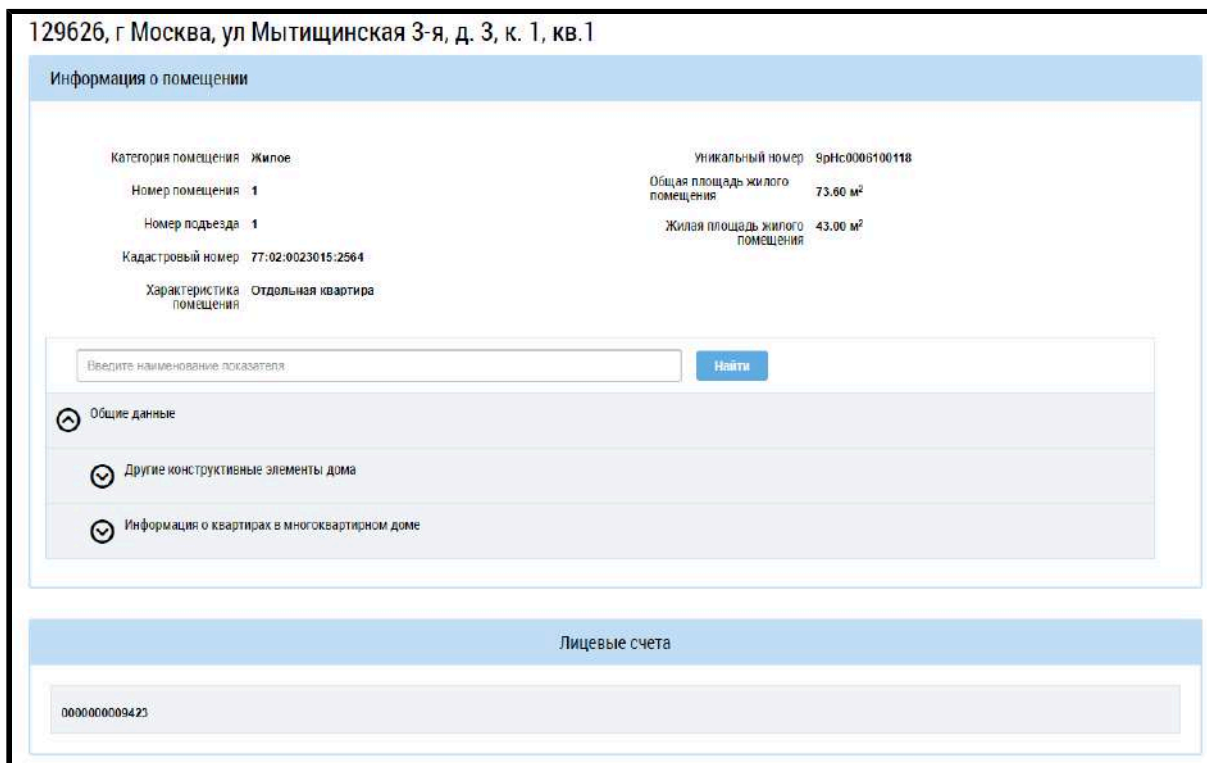 129626, г Москва, ул Мытищинская 3-я, д. 3, к. 1, кв.1
Информация о помещении
Категория помещения Жилое
Номер помещения 1
Номер подъезда 1
Кадастровый номер 77:02:0023015:2564
Характеристика
помещения Отдельная квартира
Уникальный номер 9рНс0006100118
Общая площадь жилого
помещения 73.60 м²
Жилая площадь жилого
помещения 43.00 м²
Введите наименование показателя
Найти
Общие данные
Другие конструктивные элементы дома
Информация о квартирах в многоквартирном доме
Лицевые счета
0000000009423